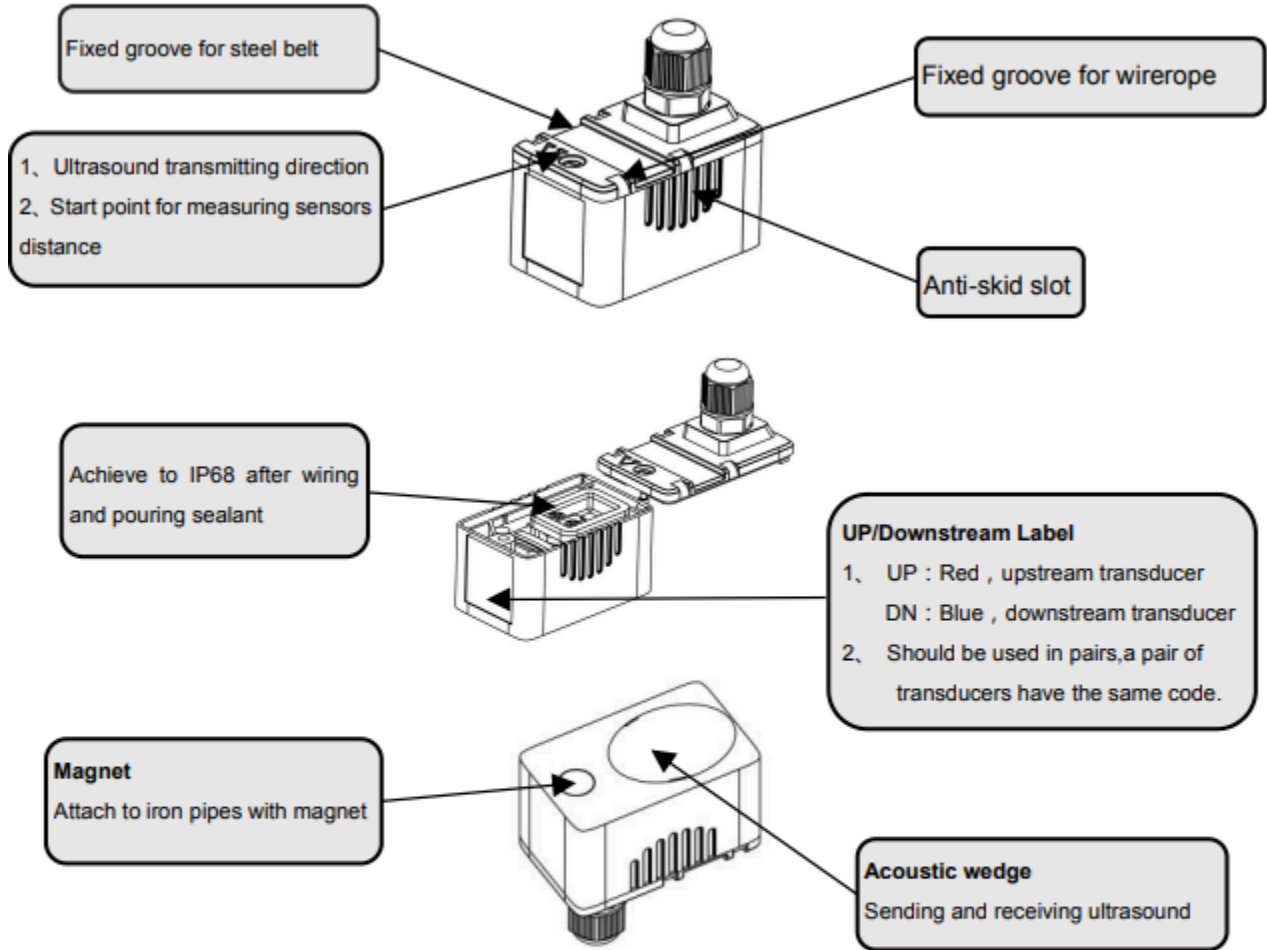 Fixed groove for steel belt
Fixed groove for wirerope
1、Ultrasound transmitting direction
2、Start point for measuring sensors
distance
Anti-skid slot
Achieve to IP68 after wiring
and pouring sealant
UP/Downstream Label
1、 UP：Red，upstream transducer
DN：Blue，downstream transducer
2、 Should be used in pairs,a pair of
transducers have the same code.
Magnet
Attach to iron pipes with magnet
Acoustic wedge
Sending and receiving ultrasound